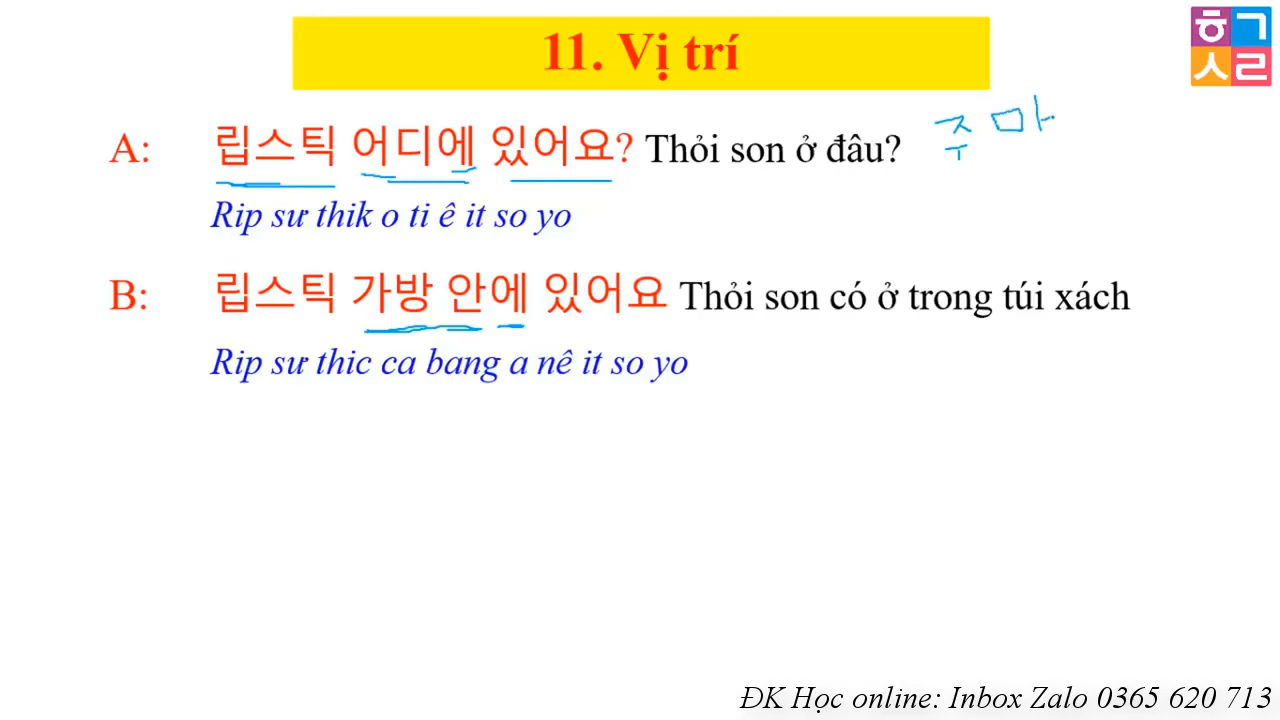 11. Vị trí
A: 립스틱 어디에 있어요? Thỏi son ở đâu? 주 마
Rip sư thik o ti ê it so yo
B: 립스틱 가방 안에 있어요 Thỏi son có ở trong túi xách
Rip sư thic ca bang a nê it so yo
ĐK Học online: Inbox Zalo 0365 620 713
ㅎㄱ
ㅅㄹ